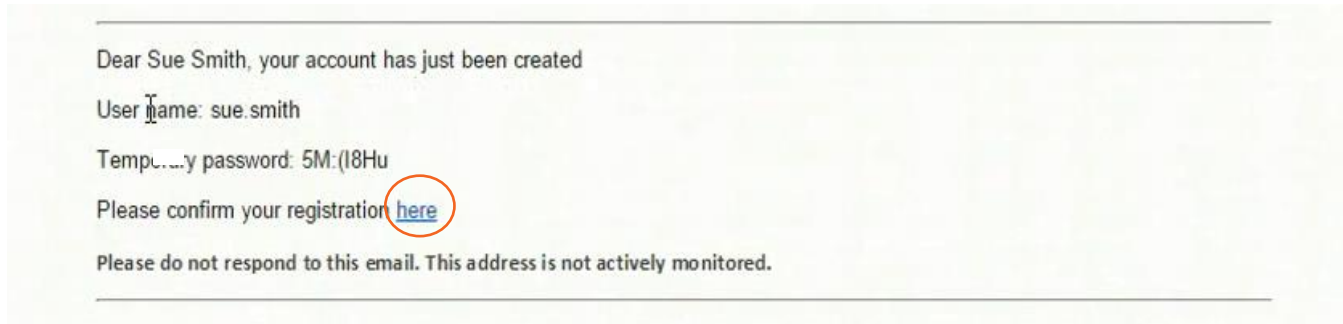 Dear Sue Smith, your account has just been created
User name: sue.smith
password: 5M:(I8Hu
Please confirm your registration here
Please do not respond to this email. This address is not actively monitored.